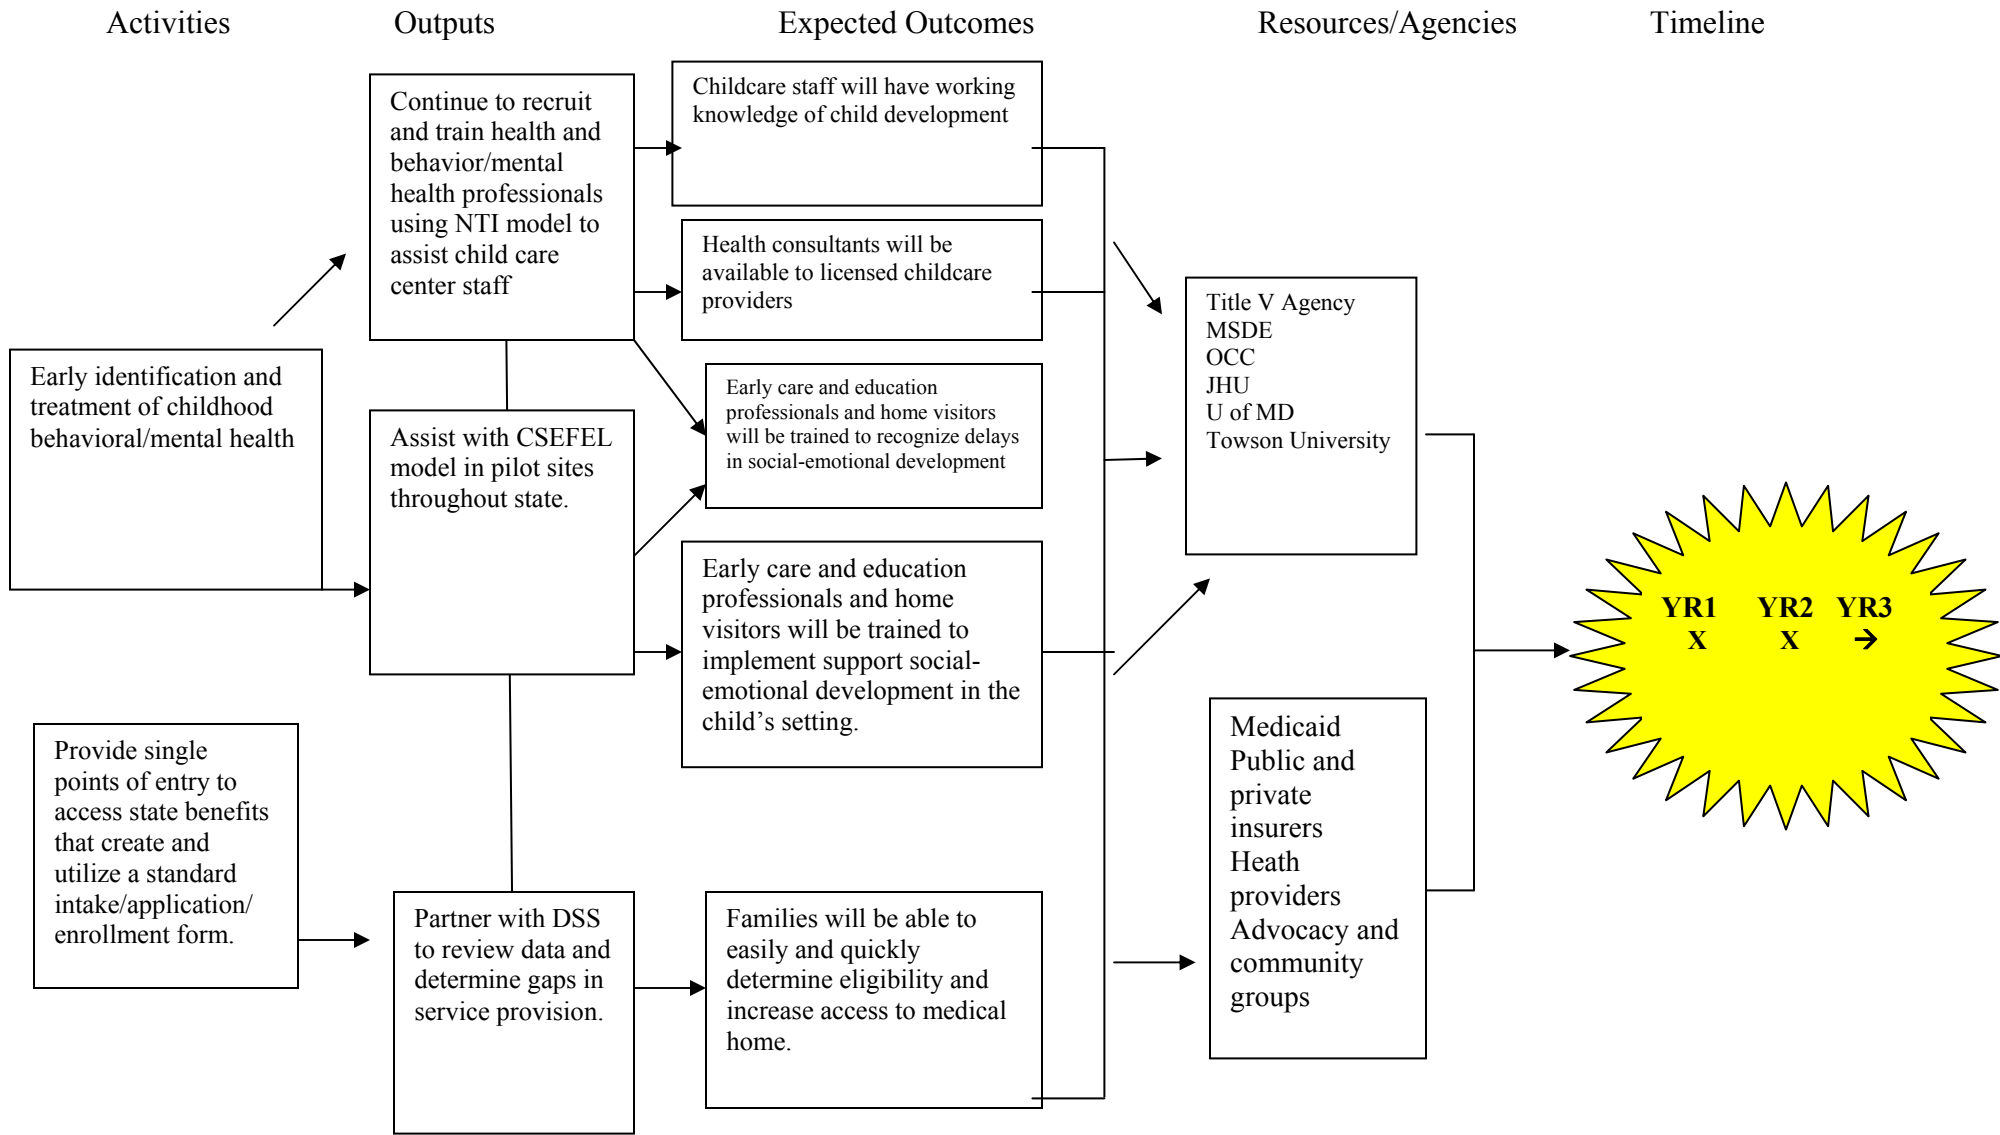 Activities
Outputs
Expected Outcomes
Resources/Agencies
Timeline
Early identification and
treatment of childhood
behavioral/mental health
Provide single
points of entry to
access state benefits
that create and
utilize a standard
intake/application/
enrollment form.
Continue to recruit
and train health and
behavior/mental
health professionals
using NTI model to
assist child care
center staff
Assist with CSEFEL
model in pilot sites
throughout state.
Partner with DSS
to review data and
determine gaps in
service provision.
Childcare staff will have working
knowledge of child development
Health consultants will be
available to licensed childcare
providers
Early care and education
professionals and home visitors
will be trained to recognize delays
in social-emotional development
Early care and education
professionals and home
visitors will be trained to
implement support social-
emotional development in the
child’s setting.
Families will be able to
easily and quickly
determine eligibility and
increase access to medical
home.
Title V Agency
MSDE
OCC
JHU
U of MD
Towson University
Medicaid
Public and
private
insurers
Heath
providers
Advocacy and
community
groups
YR1 YR2 YR3
X X →